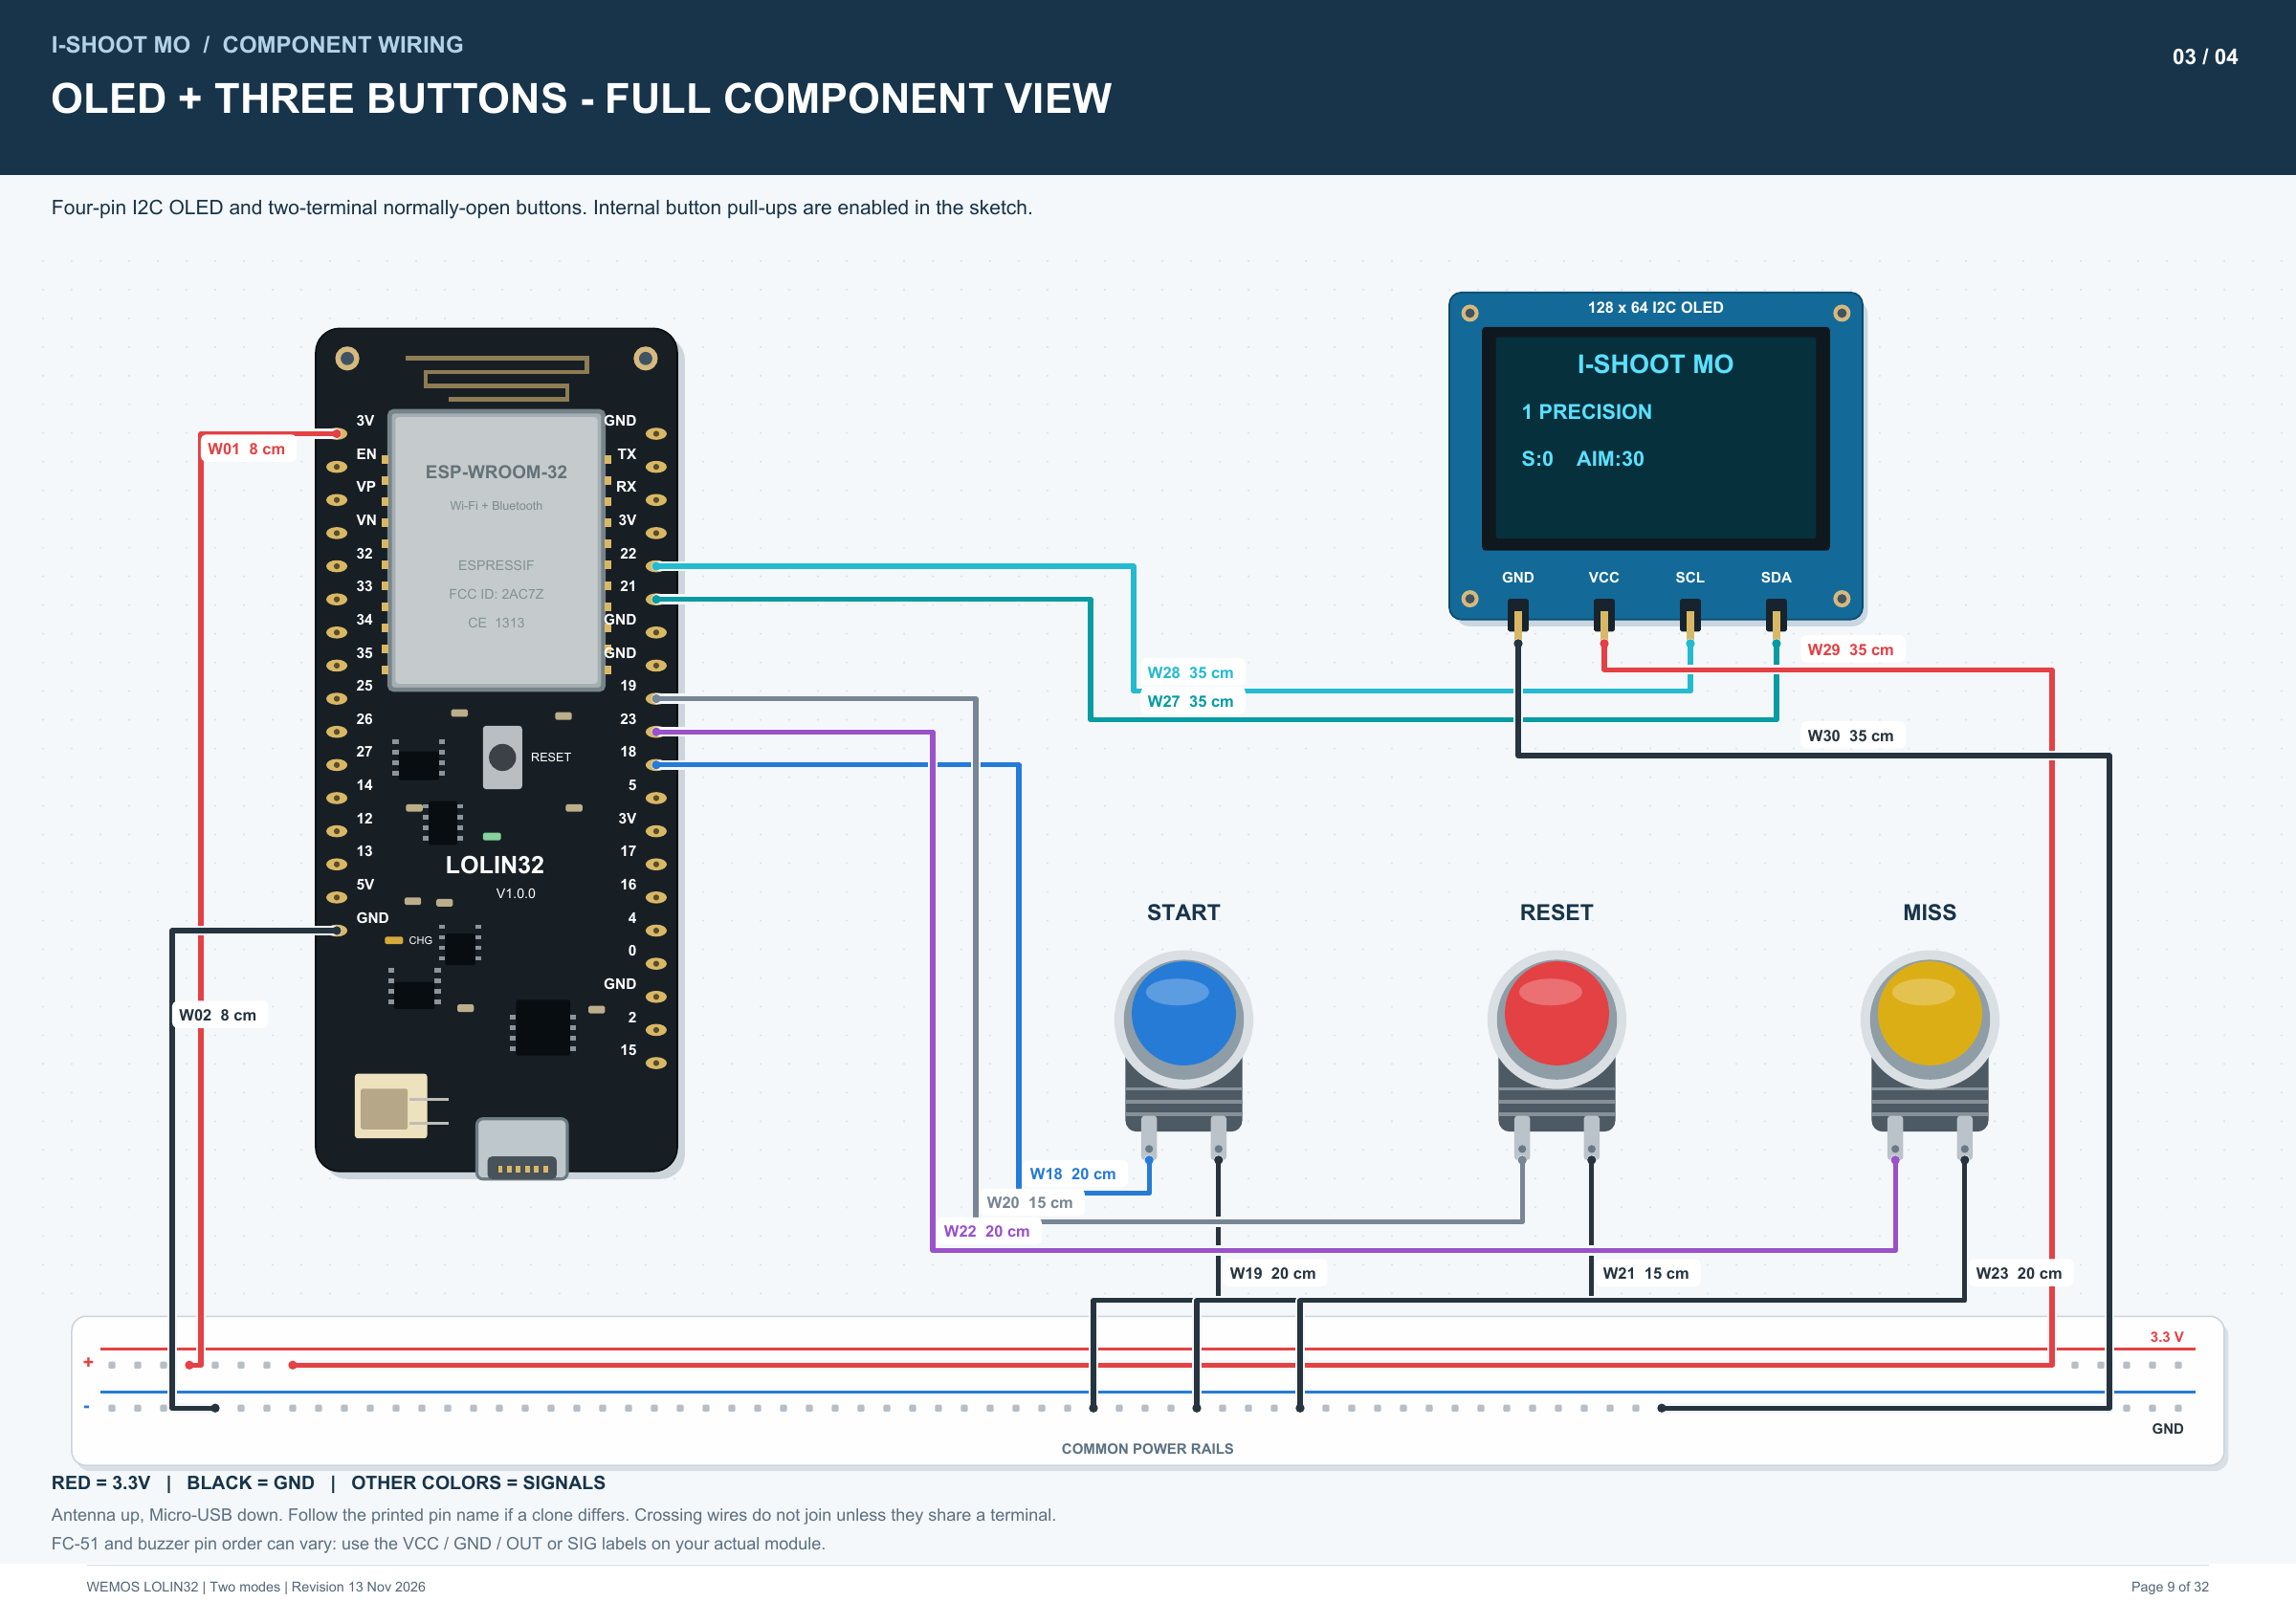 I-SHOOT MO / COMPONENT WIRING
03 / 04
OLED + THREE BUTTONS - FULL COMPONENT VIEW
Four-pin I2C OLED and two-terminal normally-open buttons. Internal button pull-ups are enabled in the sketch.
128 x 64 I2C OLED
I-SHOOT MO
1 PRECISION
S:0 AIM:30
GND VCC SCL SDA
3V GND
EN TX
VP RX
VN 3V
32 22
33 21
34 GND
35 GND
25 19
26 23
27 18
14 5
12 3V
13 17
5V 16
GND 4
0
GND
2
15
ESP-WROOM-32
Wi-Fi + Bluetooth
ESPRESSIF
FCC ID: 2AC7Z
CE 1313
RESET
LOLIN32
V1.0.0
CHG
W01 8 cm
W02 8 cm
W28 35 cm
W27 35 cm
W29 35 cm
W30 35 cm
START
RESET
MISS
W18 20 cm
W20 15 cm
W22 20 cm
W19 20 cm
W21 15 cm
W23 20 cm
3.3 V
+
-
GND
COMMON POWER RAILS
RED = 3.3V | BLACK = GND | OTHER COLORS = SIGNALS
Antenna up, Micro-USB down. Follow the printed pin name if a clone differs. Crossing wires do not join unless they share a terminal.
FC-51 and buzzer pin order can vary: use the VCC / GND / OUT or SIG labels on your actual module.
WEMOS LOLIN32 | Two modes | Revision 13 Nov 2026
Page 9 of 32